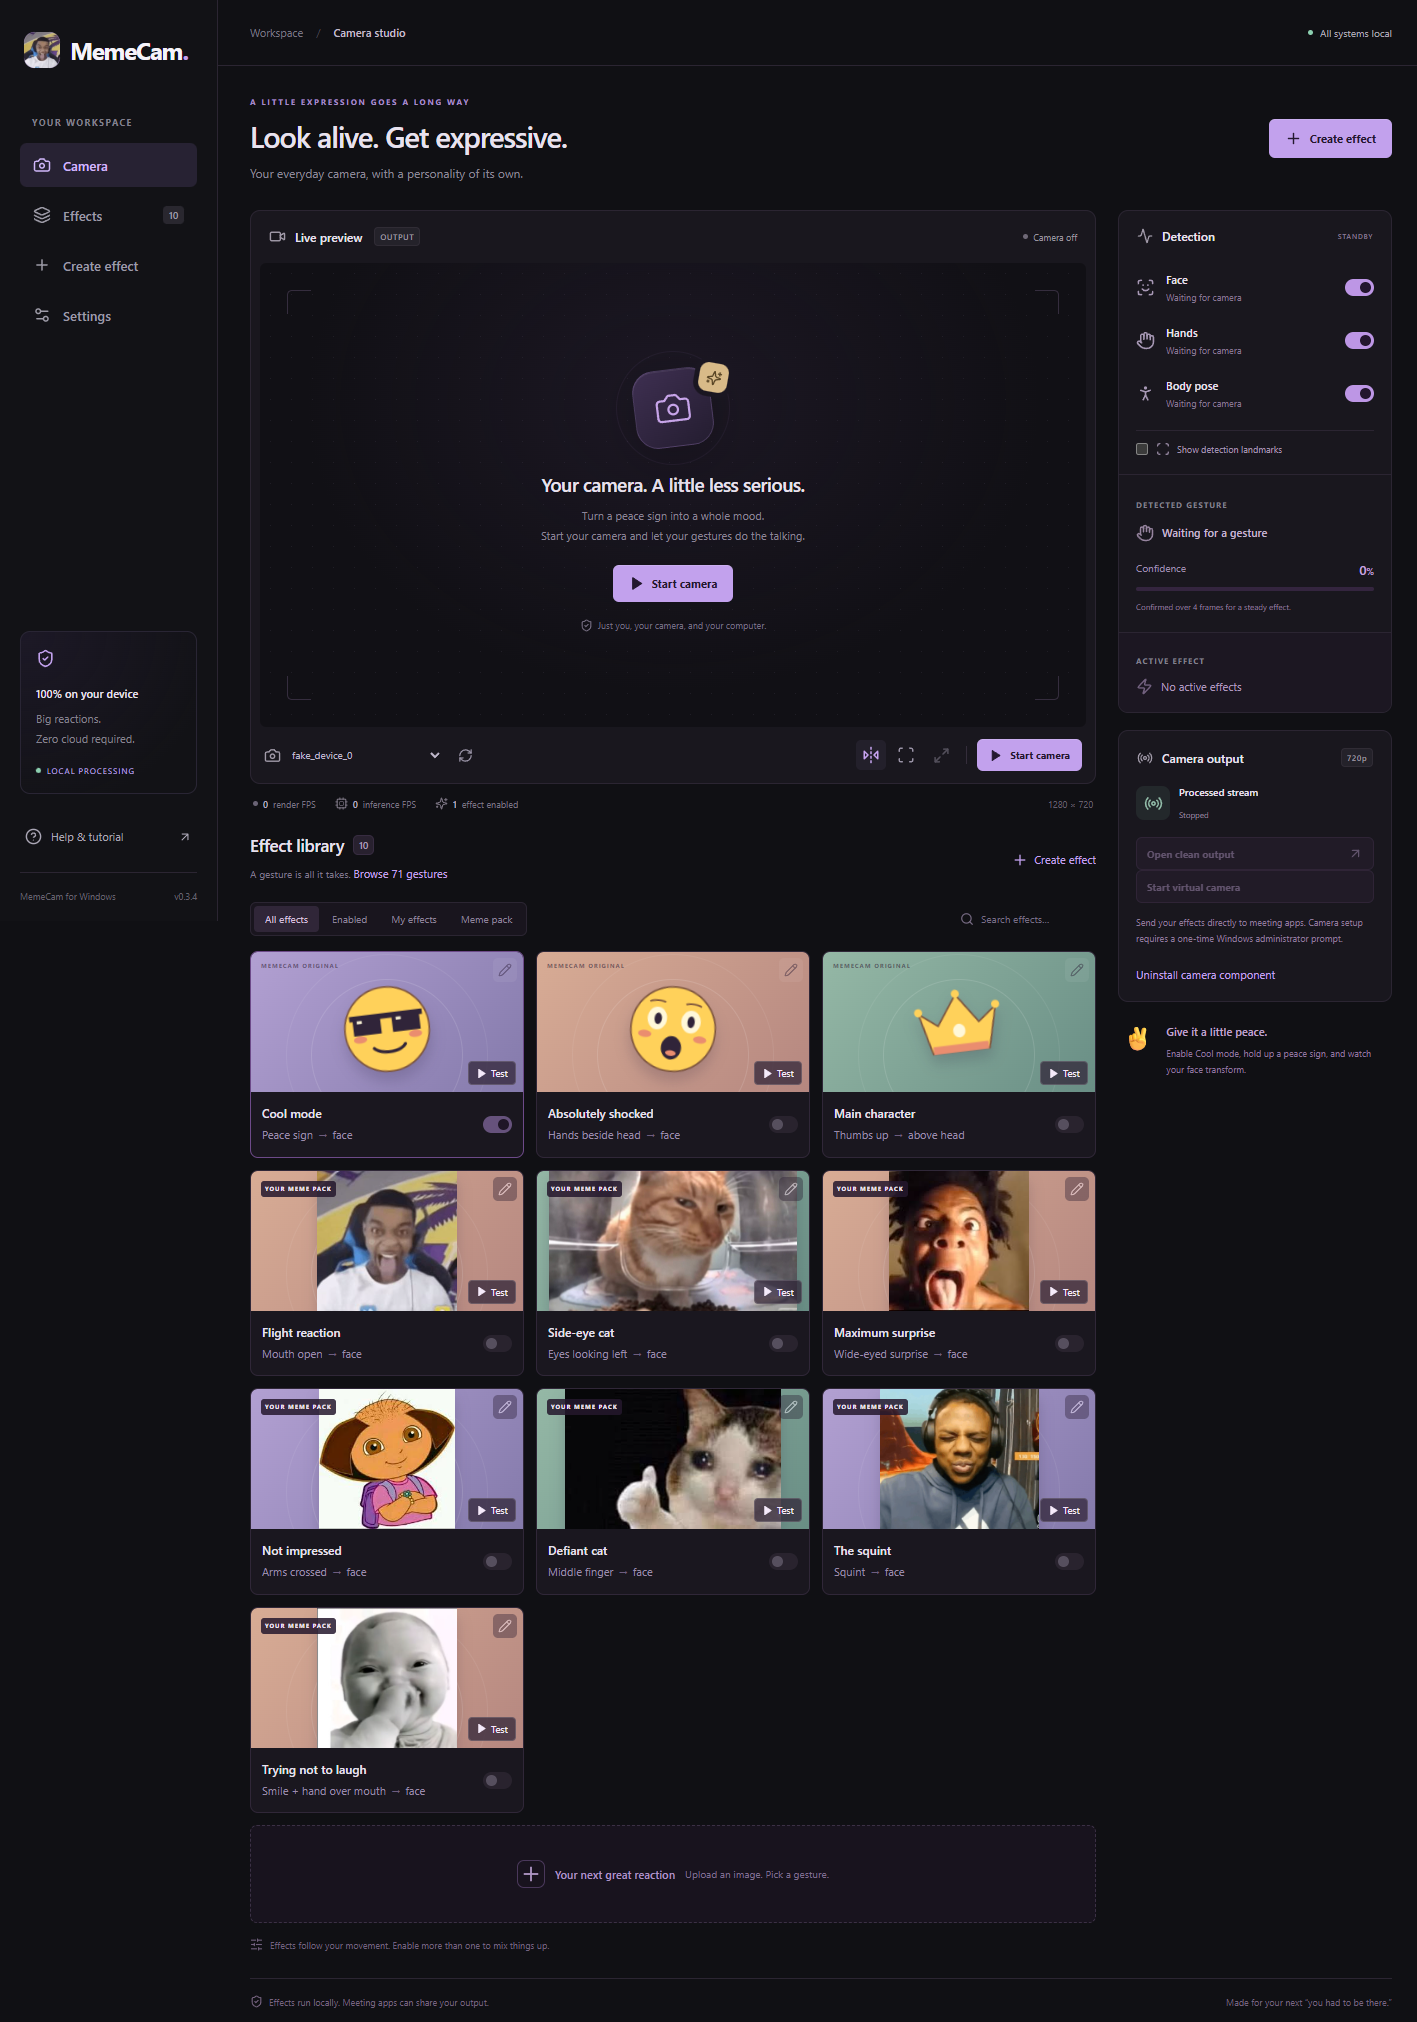 MemeCam.
YOUR WORKSPACE
Camera
Effects 10
Create effect
Settings
100% on your device
Big reactions.
Zero cloud required.
LOCAL PROCESSING
Help & tutorial
MemeCam for Windows v0.3.4
Workspace / Camera studio
All systems local
A LITTLE EXPRESSION GOES A LONG WAY
Look alive. Get expressive.
Your everyday camera, with a personality of its own.
Create effect
Live preview OUTPUT
Camera off
Your camera. A little less serious.
Turn a peace sign into a whole mood.
Start your camera and let your gestures do the talking.
Start camera
Just you, your camera, and your computer.
fake_device_0
Start camera
0 render FPS 0 inference FPS 1 effect enabled
1280 × 720
Detection STANDBY
Face
Waiting for camera
Hands
Waiting for camera
Body pose
Waiting for camera
Show detection landmarks
DETECTED GESTURE
Waiting for a gesture
Confidence 0%
Confirmed over 4 frames for a steady effect.
ACTIVE EFFECT
No active effects
Camera output 720p
Processed stream
Stopped
Open clean output
Start virtual camera
Send your effects directly to meeting apps. Camera setup
requires a one-time Windows administrator prompt.
Uninstall camera component
Give it a little peace.
Enable Cool mode, hold up a peace sign, and watch
your face transform.
Effect library 10
A gesture is all it takes. Browse 71 gestures
Create effect
All effects Enabled My effects Meme pack
Search effects...
MEMECAM ORIGINAL
Test
Cool mode
Peace sign → face
MEMECAM ORIGINAL
Test
Absolutely shocked
Hands beside head → face
MEMECAM ORIGINAL
Test
Main character
Thumbs up → above head
YOUR MEME PACK
Test
Flight reaction
Mouth open → face
YOUR MEME PACK
Test
Side-eye cat
Eyes looking left → face
YOUR MEME PACK
Test
Maximum surprise
Wide-eyed surprise → face
YOUR MEME PACK
Test
Not impressed
Arms crossed → face
YOUR MEME PACK
Test
Defiant cat
Middle finger → face
YOUR MEME PACK
Test
The squint
Squint → face
YOUR MEME PACK
Test
Trying not to laugh
Smile + hand over mouth → face
Your next great reaction Upload an image. Pick a gesture.
Effects follow your movement. Enable more than one to mix things up.
Effects run locally. Meeting apps can share your output.
Made for your next “you had to be there.”